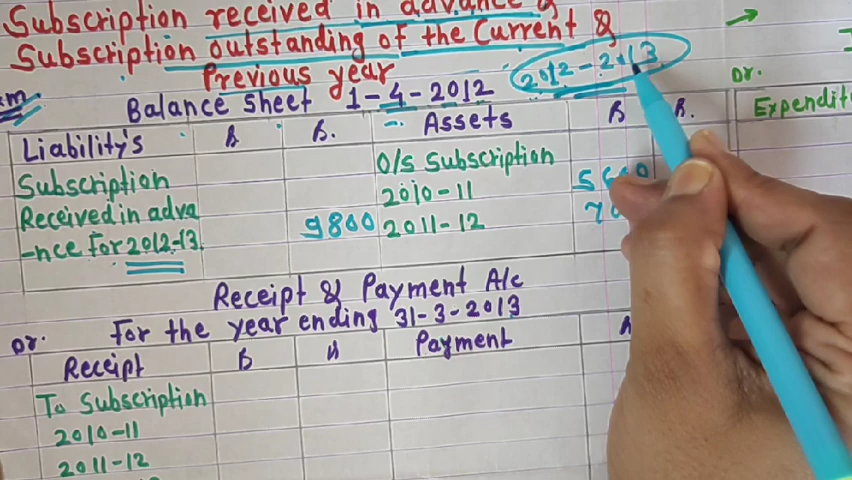 Subscription received in advance &
Subscription outstanding of the Current &
Previous year
2012-2013
Balance Sheet 1-4-2012
Dr.
Liability's ₨ ₨. Assets ₨ ₨. Expendit
Subscription O/s Subscription
Received in adva 2010-11
-nce For 2012-13. 9800 2011-12
Receipt & Payment A/c
For the year ending 31-3-2013
Dr.
Receipt ₨ ₨ Payment
To Subscription
2010-11
2011-12